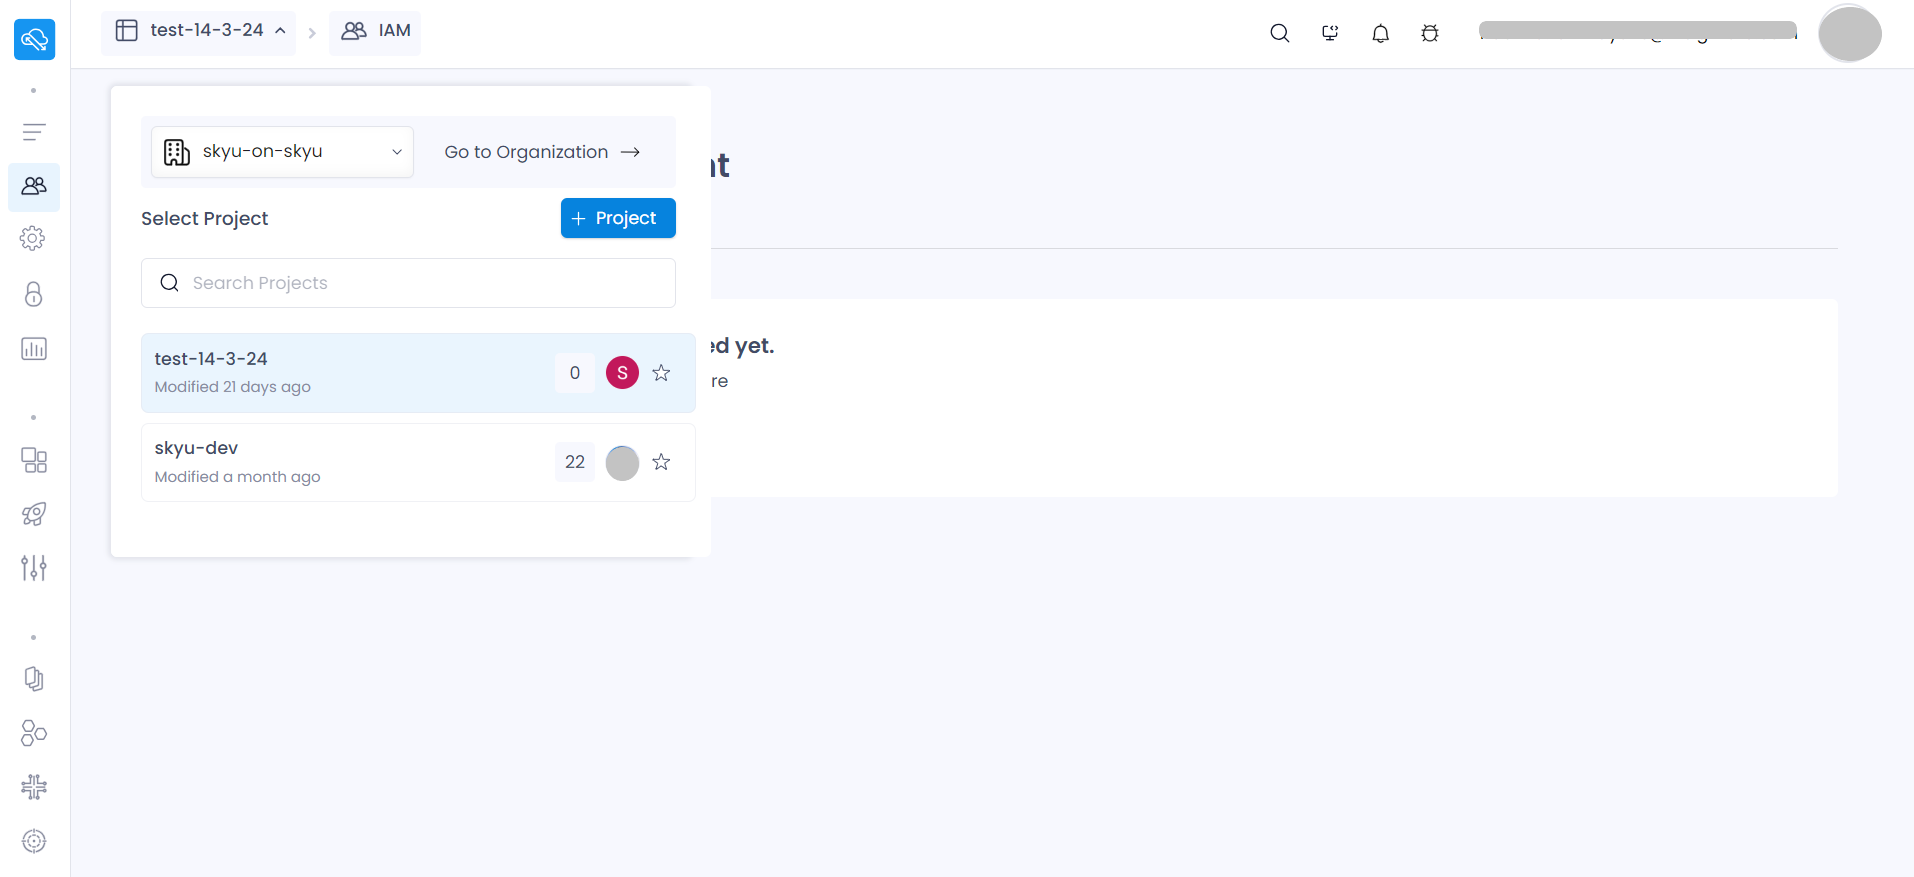 test-14-3-24
IAM
skyu-on-skyu
Go to Organization
Select Project
+ Project
Search Projects
test-14-3-24
Modified 21 days ago
0
S
skyu-dev
Modified a month ago
22
nt
ed yet.
re